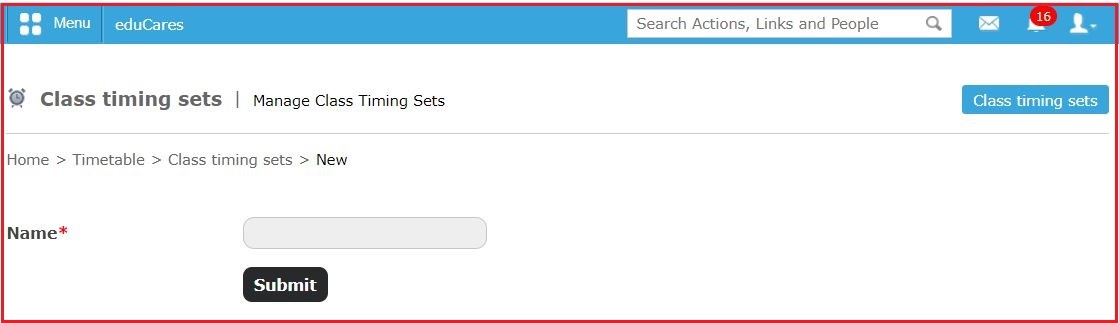 Menu eduCares Search Actions, Links and People 16
Class timing sets | Manage Class Timing Sets Class timing sets
Home > Timetable > Class timing sets > New
Name*
Submit